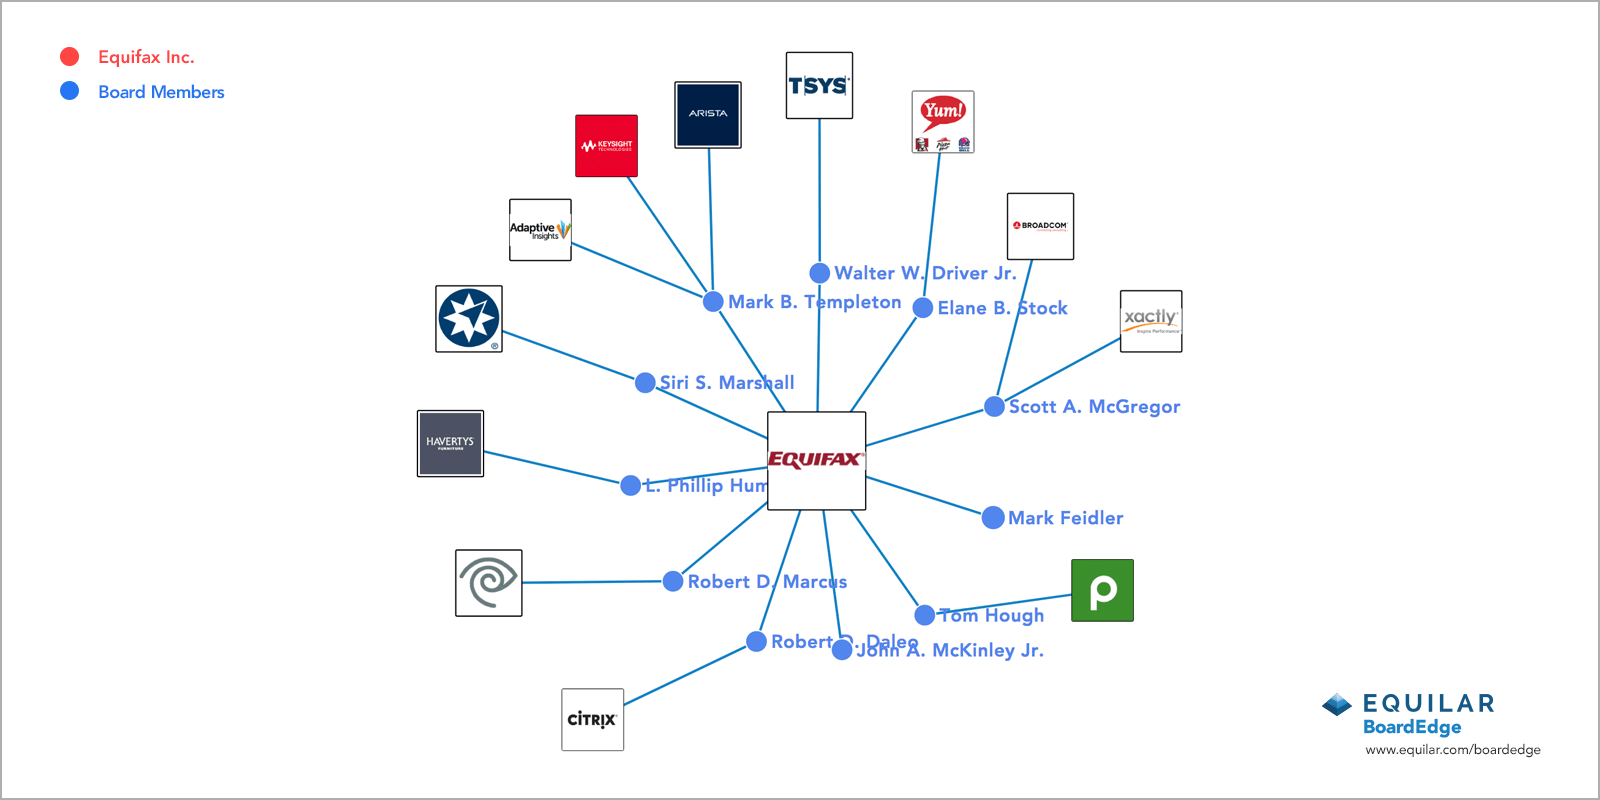 Equifax Inc.
Board Members
TSYS
ARISTA
Yum!
KEYSIGHT
TECHNOLOGIES
Adaptive
Insights
BROADCOM
Walter W. Driver Jr.
Mark B. Templeton
Elane B. Stock
xactly
Inspire Performance
®
Siri S. Marshall
Scott A. McGregor
HAVERTYS
FURNITURE
EQUIFAX
L. Phillip Hum
Mark Feidler
Robert D. Marcus
p
Tom Hough
Robert D. Daleo
John A. McKinley Jr.
CITRIX
EQUILAR
BoardEdge
www.equilar.com/boardedge